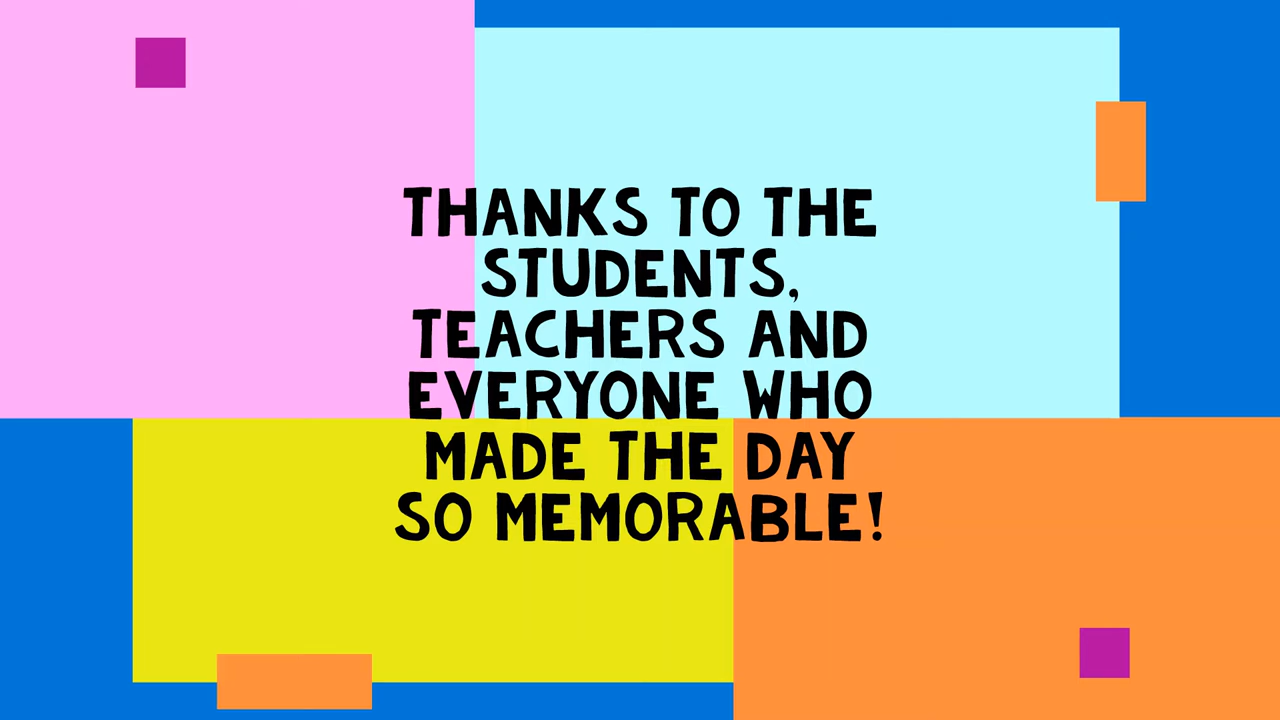 THANKS TO THE
STUDENTS,
TEACHERS AND
EVERYONE WHO
MADE THE DAY
SO MEMORABLE!